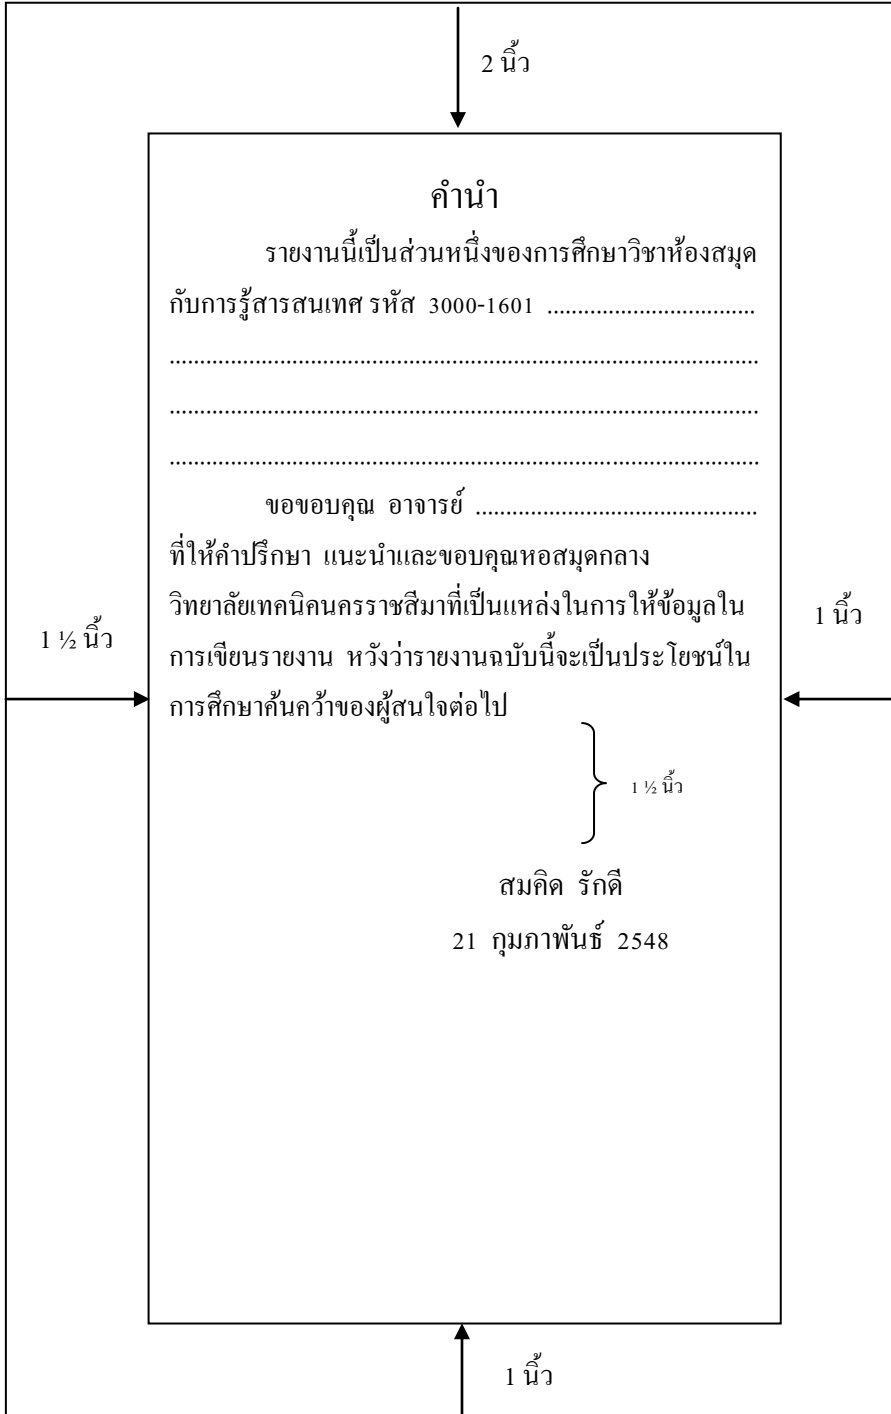 2 นิ้ว
คำนำ
รายงานนี้เป็นส่วนหนึ่งของการศึกษาวิชาห้องสมุด
กับการรู้สารสนเทศ รหัส 3000-1601 ...................................
...................................................................................................
...................................................................................................
...................................................................................................
ขอขอบคุณ อาจารย์ ...............................................
ที่ให้คำปรึกษา แนะนำและขอบคุณหอสมุดกลาง
วิทยาลัยเทคนิคนครราชสีมาที่เป็นแหล่งในการให้ข้อมูลใน
การเขียนรายงาน หวังว่ารายงานฉบับนี้จะเป็นประโยชน์ใน
การศึกษาค้นคว้าของผู้สนใจต่อไป
1 ½ นิ้ว
1 นิ้ว
1 ½ นิ้ว
สมคิด รักดี
21 กุมภาพันธ์ 2548
1 นิ้ว